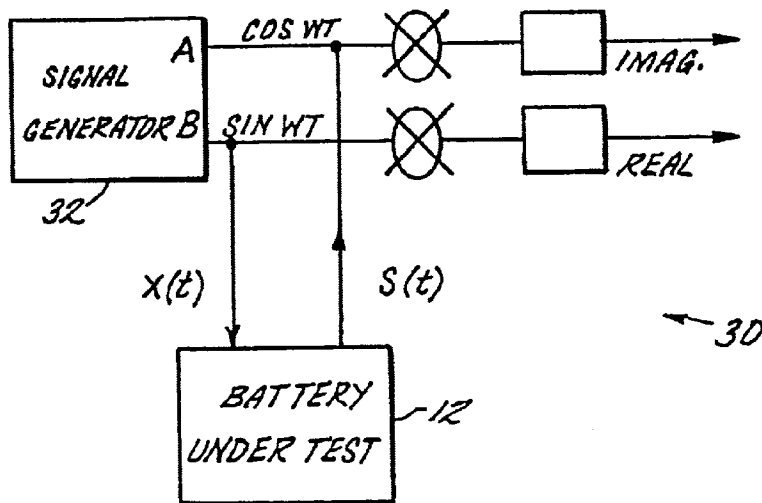 A
COS WT
SIGNAL
GENERATOR B
SIN WT
IMAG.
REAL
32
X(t)
S(t)
30
BATTERY
UNDER TEST
12